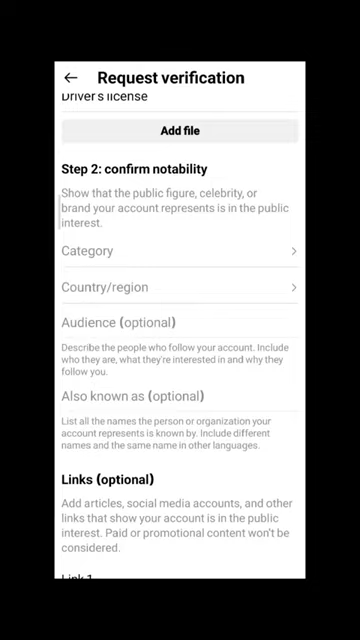 Request verification
Driver's license
Add file
Step 2: confirm notability
Show that the public figure, celebrity, or
brand your account represents is in the public
interest.
Category
Country/region
Audience (optional)
Describe the people who follow your account. Include
who they are, what they're interested in and why they
follow you.
Also known as (optional)
List all the names the person or organization your
account represents is known by. Include different
names and the same name in other languages.
Links (optional)
Add articles, social media accounts, and other
links that show your account is in the public
interest. Paid or promotional content won't be
considered.
Link 1